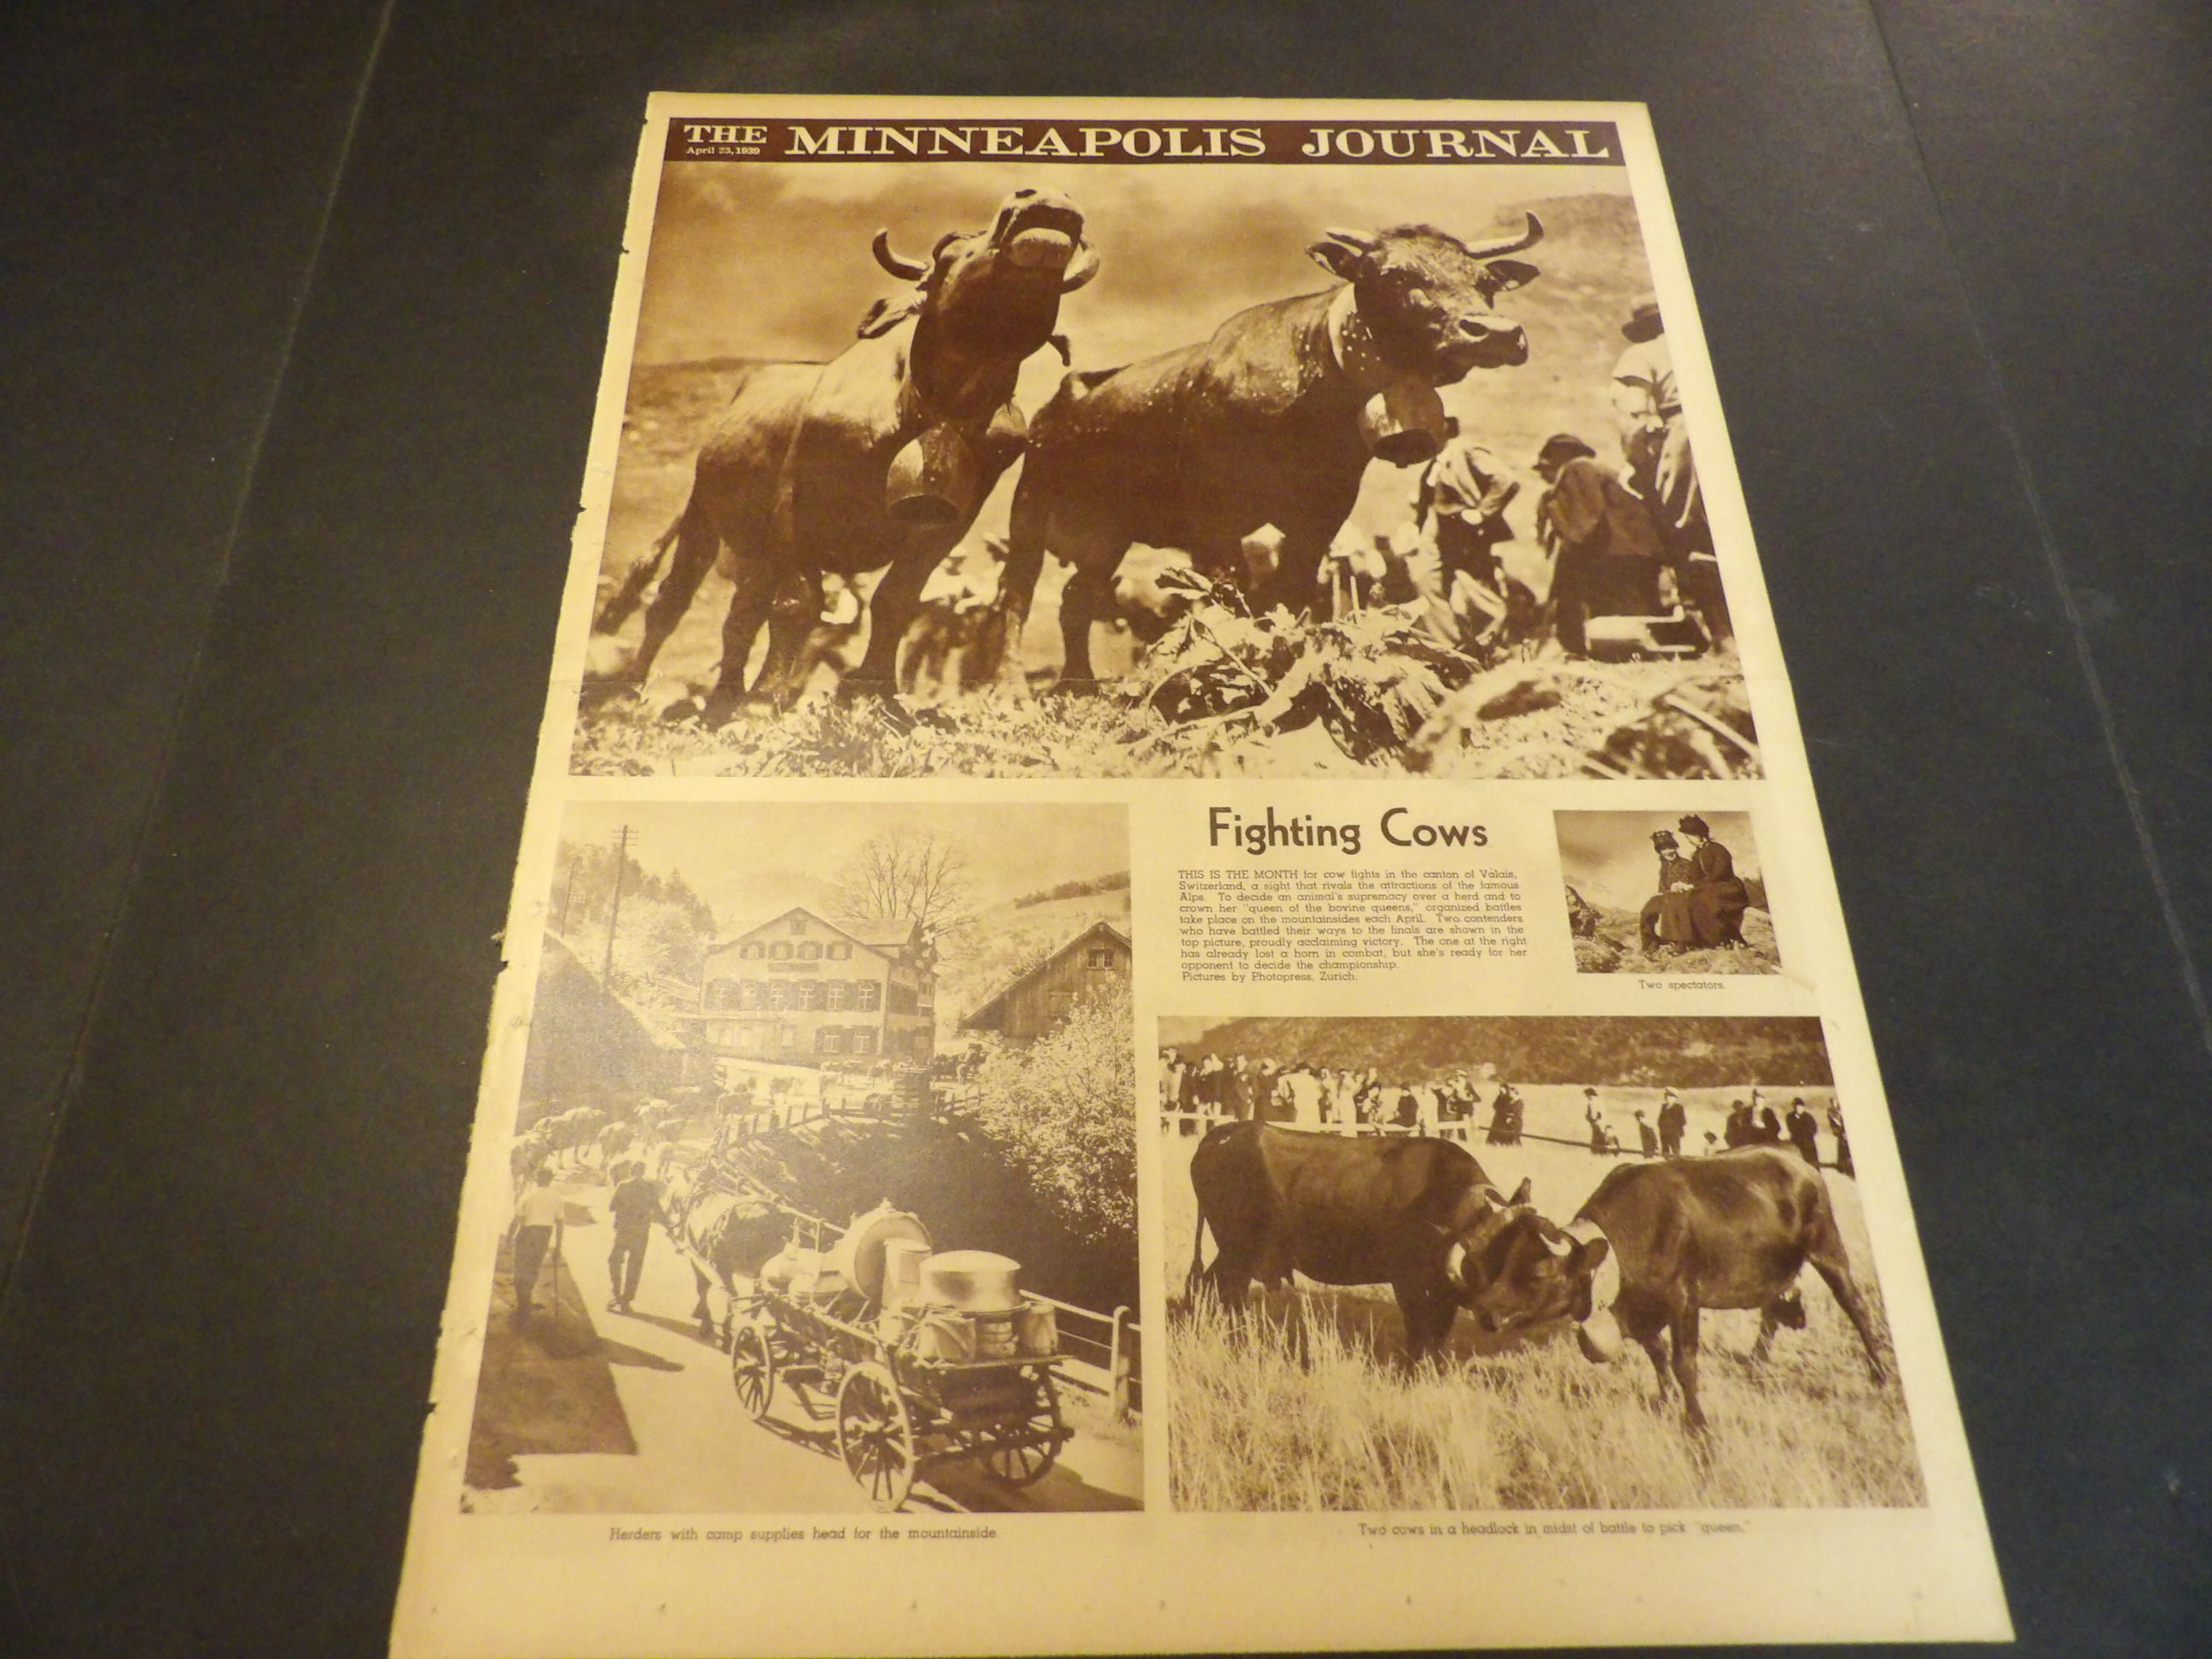 THE MINNEAPOLIS JOURNAL
April 23, 1939
Fighting Cows
THIS IS THE MONTH for cow fights in the canton of Valais,
Switzerland, a sight that rivals the attractions of the famous
Alps. To decide an animal's supremacy over a herd and to
crown her "queen of the bovine queens," organized battles
take place on the mountainsides each April. Two contenders
who have battled their ways to the finals are shown in the
top picture, proudly acclaiming victory. The one at the right
has already lost a horn in combat, but she's ready for her
opponent to decide the championship.
Pictures by Photopress, Zurich.
Two spectators.
Herders with camp supplies head for the mountainside.
Two cows in a headlock in midst of battle to pick "queen."